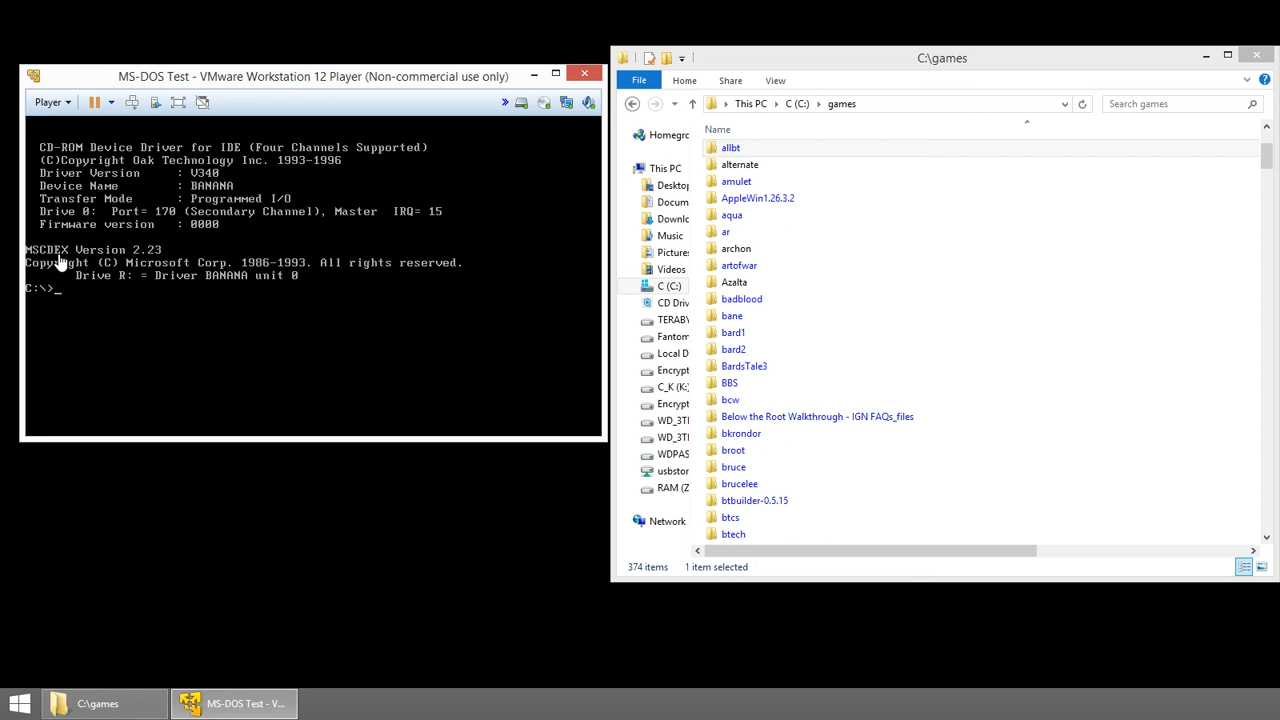 MS-DOS Test - VMware Workstation 12 Player (Non-commercial use only)
Player
CD-ROM Device Driver for IDE (Four Channels Supported)
(C)Copyright Oak Technology Inc. 1993-1996
Driver Version : V340
Device Name : BANANA
Transfer Mode : Programmed I/O
Drive 0: Port= 170 (Secondary Channel), Master IRQ= 15
Firmware version : 0000
MSCDEX Version 2.23
Copyright (C) Microsoft Corp. 1986-1993. All rights reserved.
Drive R: = Driver BANANA unit 0
C:\>_
C:\games
File Home Share View
This PC C (C:) games
Search games
Homegro
This PC
Desktop
Docum
Downlo
Music
Pictures
Videos
C (C:)
CD Driv
TERABY
Fantom
Local D
Encrypt
C_K (K:)
Encrypt
WD_3TI
WD_3TI
WDPAS
usbstor
RAM (Z
Network
Name
allbt
alternate
amulet
AppleWin1.26.3.2
aqua
ar
archon
artofwar
Azalta
badblood
bane
bard1
bard2
BardsTale3
BBS
bcw
Below the Root Walkthrough - IGN FAQs_files
bkrondor
broot
bruce
brucelee
btbuilder-0.5.15
btcs
btech
374 items 1 item selected
C:\games
MS-DOS Test - V...